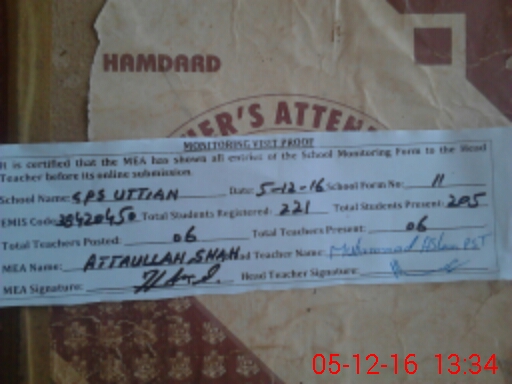 HAMDARD
ER'S ATTEN
MONITORING VISIT PROOF
It is certified that the MEA has shown all entries of the School Monitoring Form to the Head
Teacher before its online submission
School Name: GPS UTTIAN Date: 5-12-16 School Form No: 11
EMIS Code: 38420450 Total Students Registered: 221 Total Students Present: 205
Total Teachers Posted: 06 Total Teachers Present: 06
MEA Name: ATTAULLAH SHAH ad Teacher Name: Muhammad Aslam PST
MEA Signature: Head Teacher Signature:
05-12-16 13:34